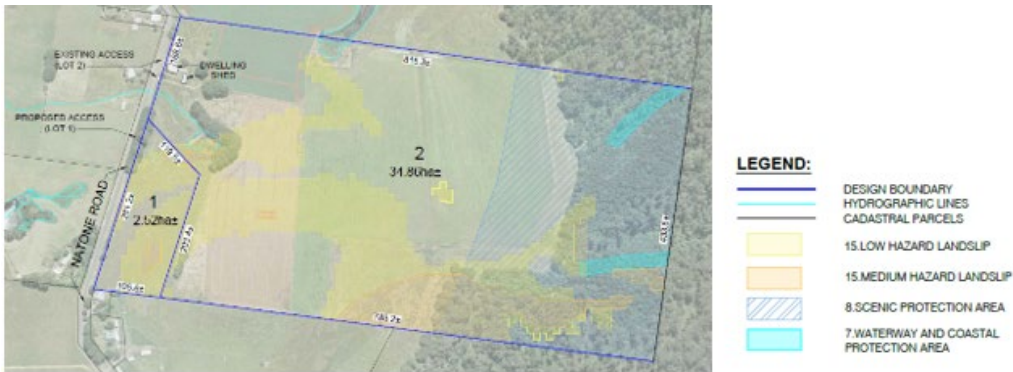 EXISTING ACCESS
(LOT 2)
DWELLING
SHED
PROPOSED ACCESS
(LOT 1)
NATONE ROAD
1
2.52ha±
2
34.86ha±
LEGEND:
DESIGN BOUNDARY
HYDROGRAPHIC LINES
CADASTRAL PARCELS
15.LOW HAZARD LANDSLIP
15.MEDIUM HAZARD LANDSLIP
8.SCENIC PROTECTION AREA
7.WATERWAY AND COASTAL
PROTECTION AREA